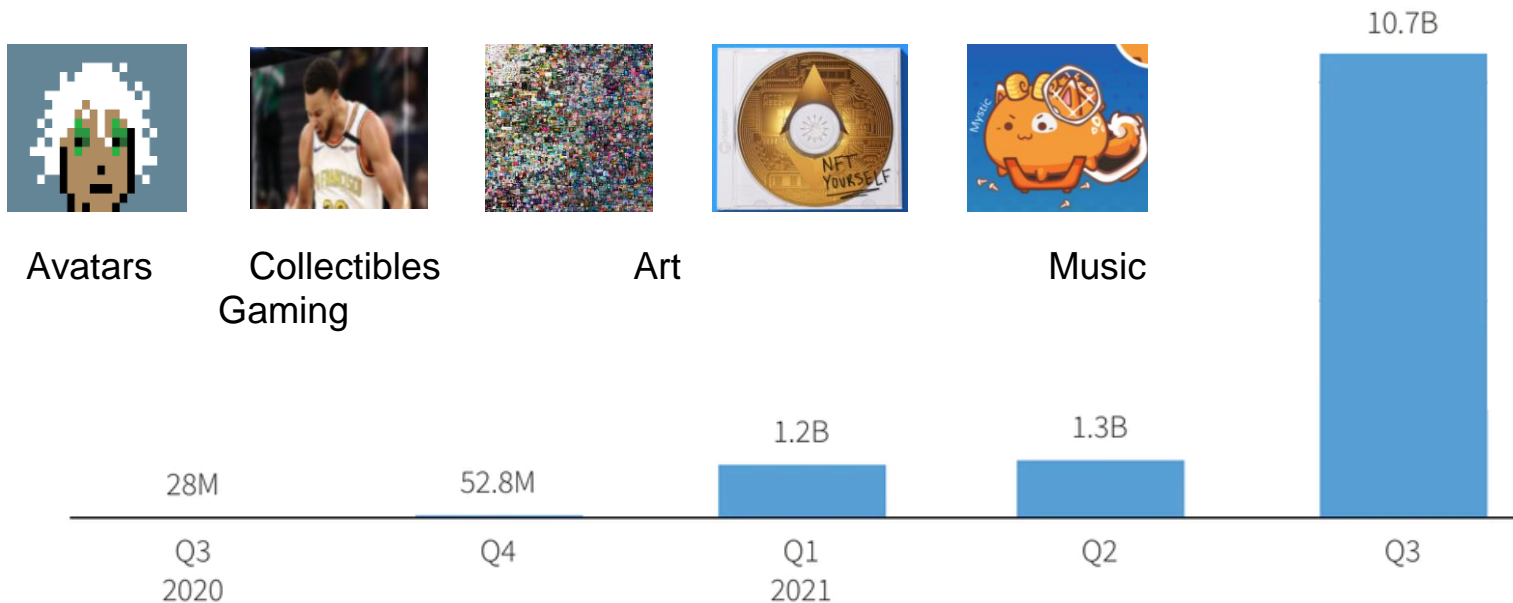 10.7B
Mystic
NFT
YOURSELF
Avatars Collectibles Art Music
Gaming
1.2B
1.3B
28M
52.8M
Q3 Q4 Q1 Q2 Q3
2020 2021